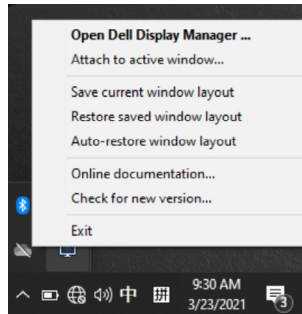 Open Dell Display Manager ...
Attach to active window...
Save current window layout
Restore saved window layout
Auto-restore window layout
Online documentation...
Check for new version...
Exit
中 拼 9:30 AM
3/23/2021
3